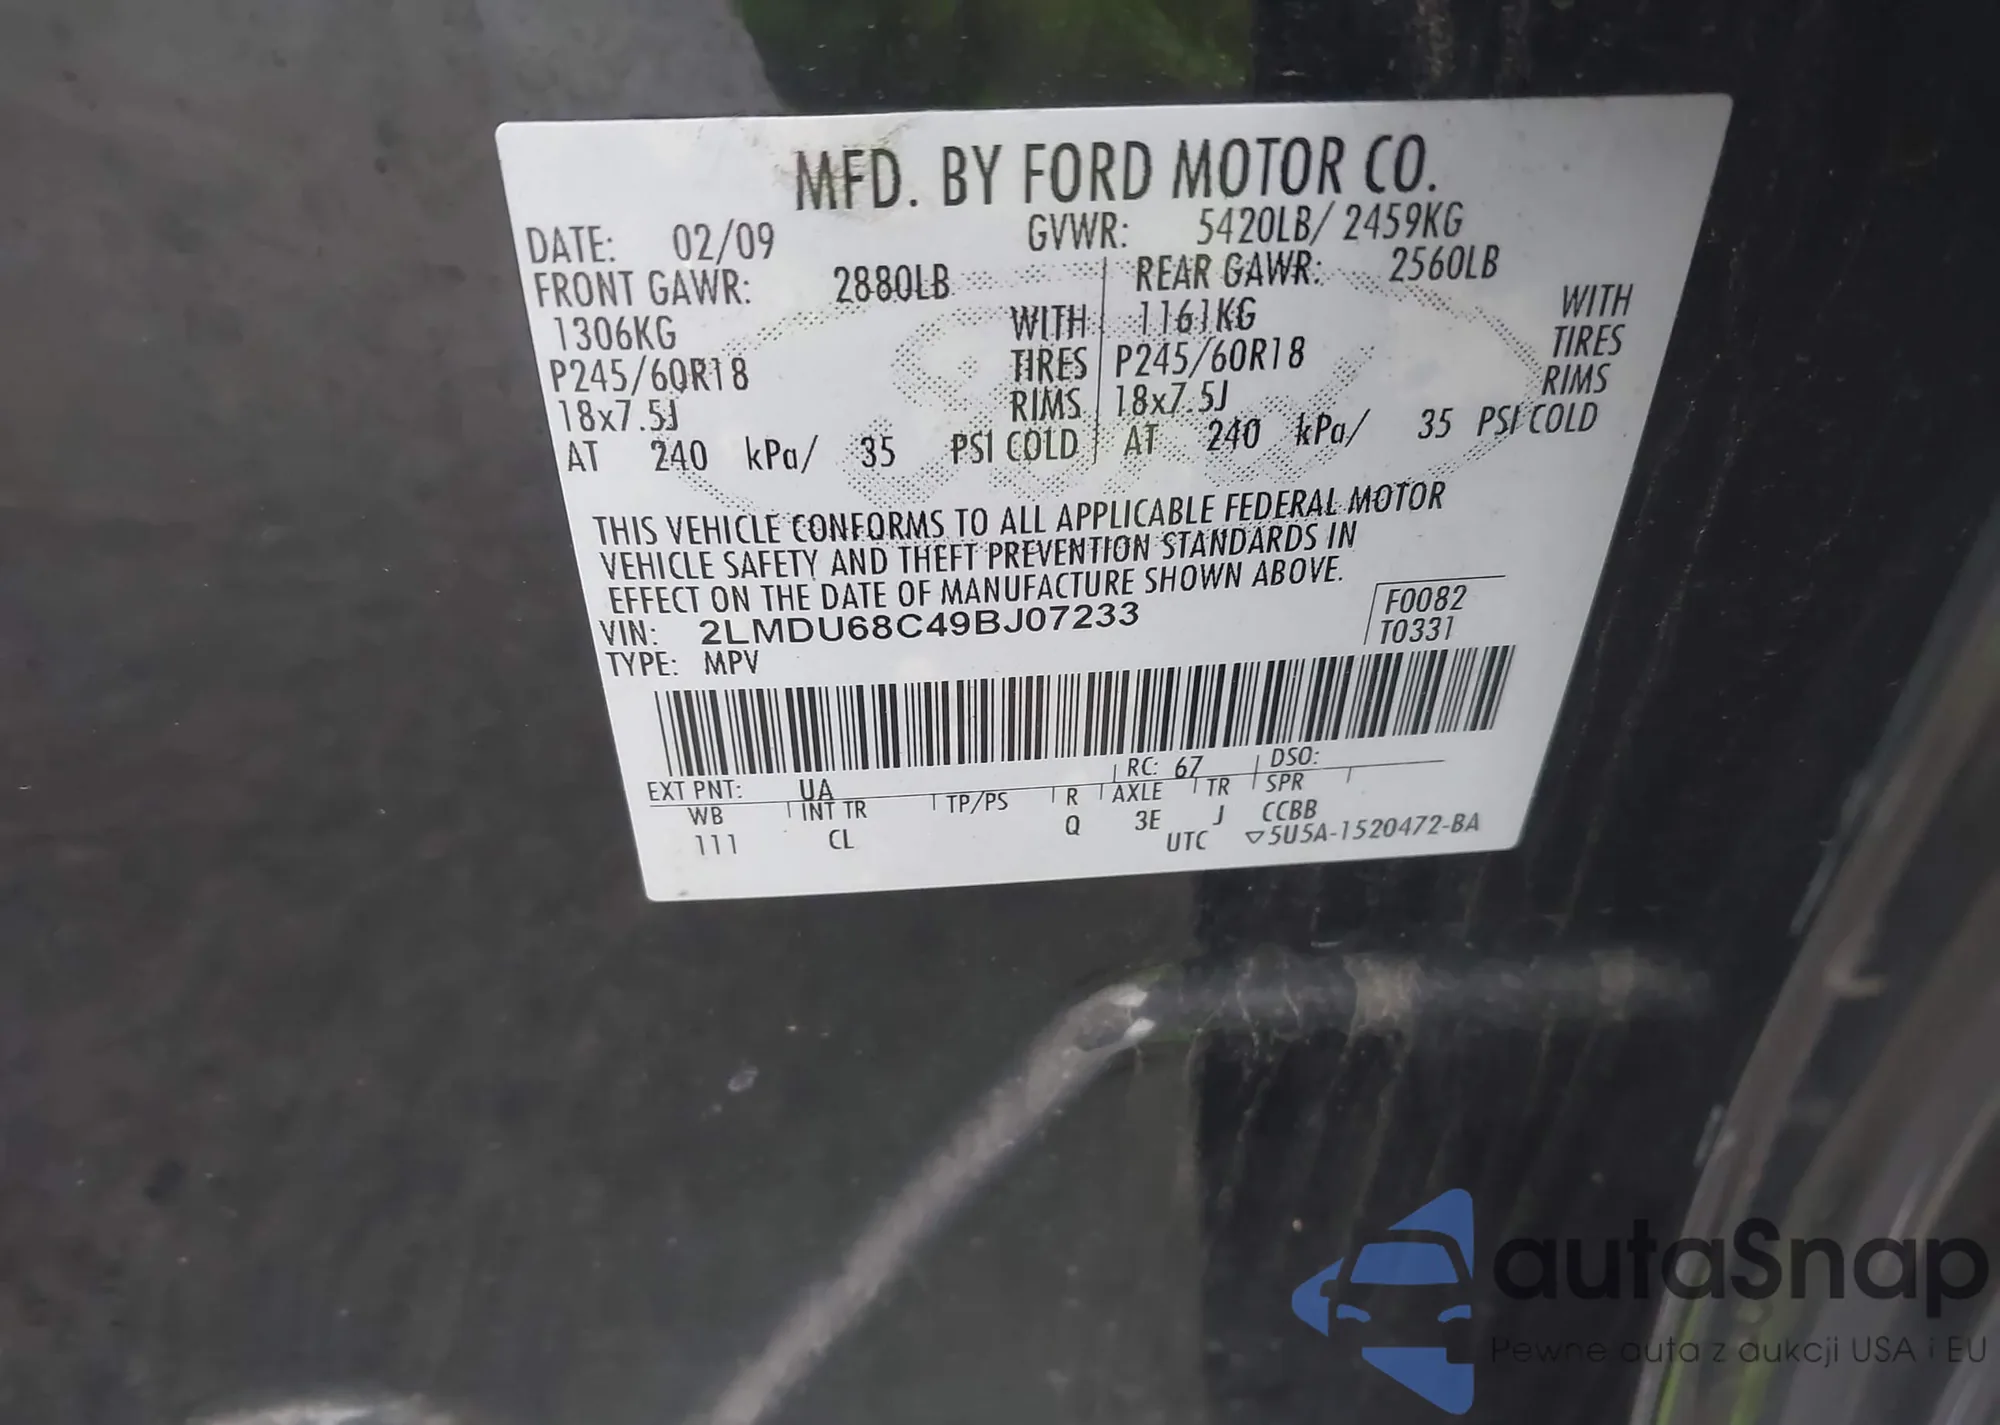 MFD. BY FORD MOTOR CO.
DATE: 02/09 GVWR: 5420LB/ 2459KG
FRONT GAWR: 2880LB REAR GAWR: 2560LB
1306KG WITH 1161KG WITH
P245/60R18 TIRES P245/60R18 TIRES
18x7.5J RIMS 18x7.5J RIMS
AT 240 kPa/ 35 PSI COLD AT 240 kPa/ 35 PSI COLD
THIS VEHICLE CONFORMS TO ALL APPLICABLE FEDERAL MOTOR
VEHICLE SAFETY AND THEFT PREVENTION STANDARDS IN
EFFECT ON THE DATE OF MANUFACTURE SHOWN ABOVE.
VIN: 2LMDU68C49BJ07233 F0082
TYPE: MPV T0331
EXT PNT: UA RC: 67 DSO:
WB INT TR TP/PS R AXLE TR SPR
111 CL Q 3E J CCBB
UTC ▽5U5A-1520472-BA
autaSnap
Pewne auta z aukcji USA i EU